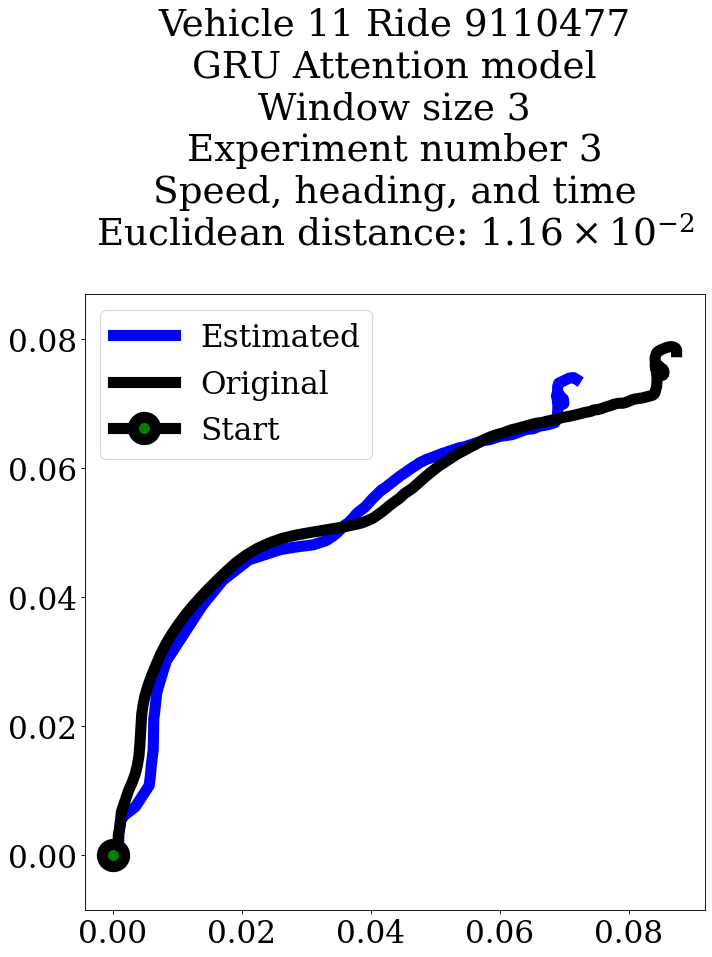 Vehicle 11 Ride 9110477
GRU Attention model
Window size 3
Experiment number 3
Speed, heading, and time
Euclidean distance: 1.16 × 10⁻²
Estimated
Original
Start
0.08
0.06
0.04
0.02
0.00
0.00 0.02 0.04 0.06 0.08